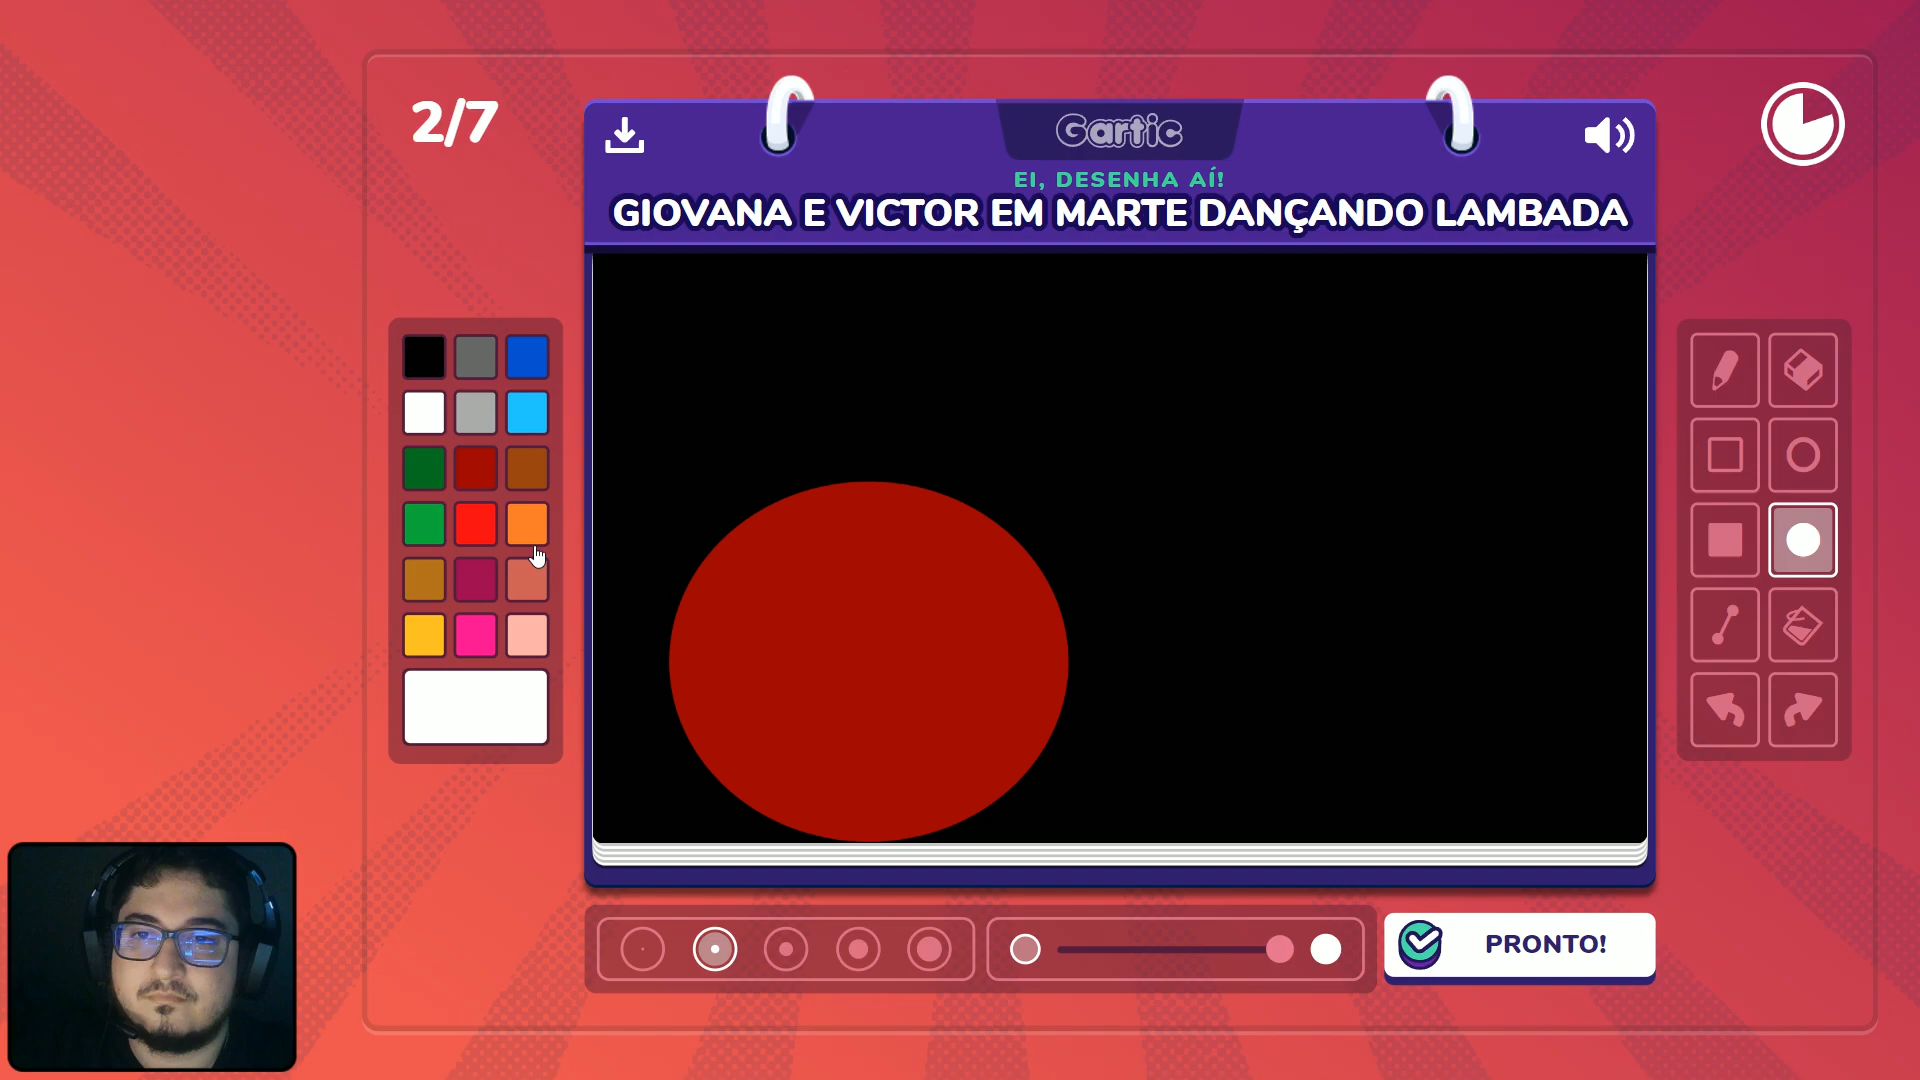 2/7
Gartic
EI, DESENHA AÍ!
GIOVANA E VICTOR EM MARTE DANÇANDO LAMBADA
PRONTO!